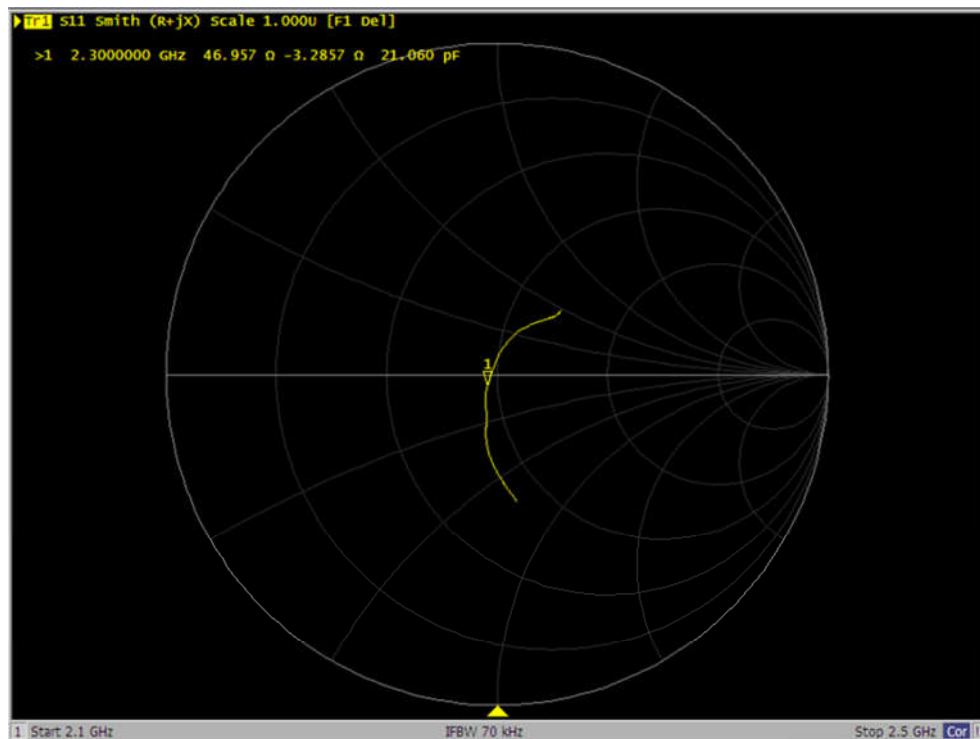 Tr1 S11 Smith (R+jX) Scale 1.000U [F1 Del]
>1 2.3000000 GHz 46.957 Ω -3.2857 Ω 21.060 pF
1
1 Start 2.1 GHz IFBW 70 kHz Stop 2.5 GHz Cor